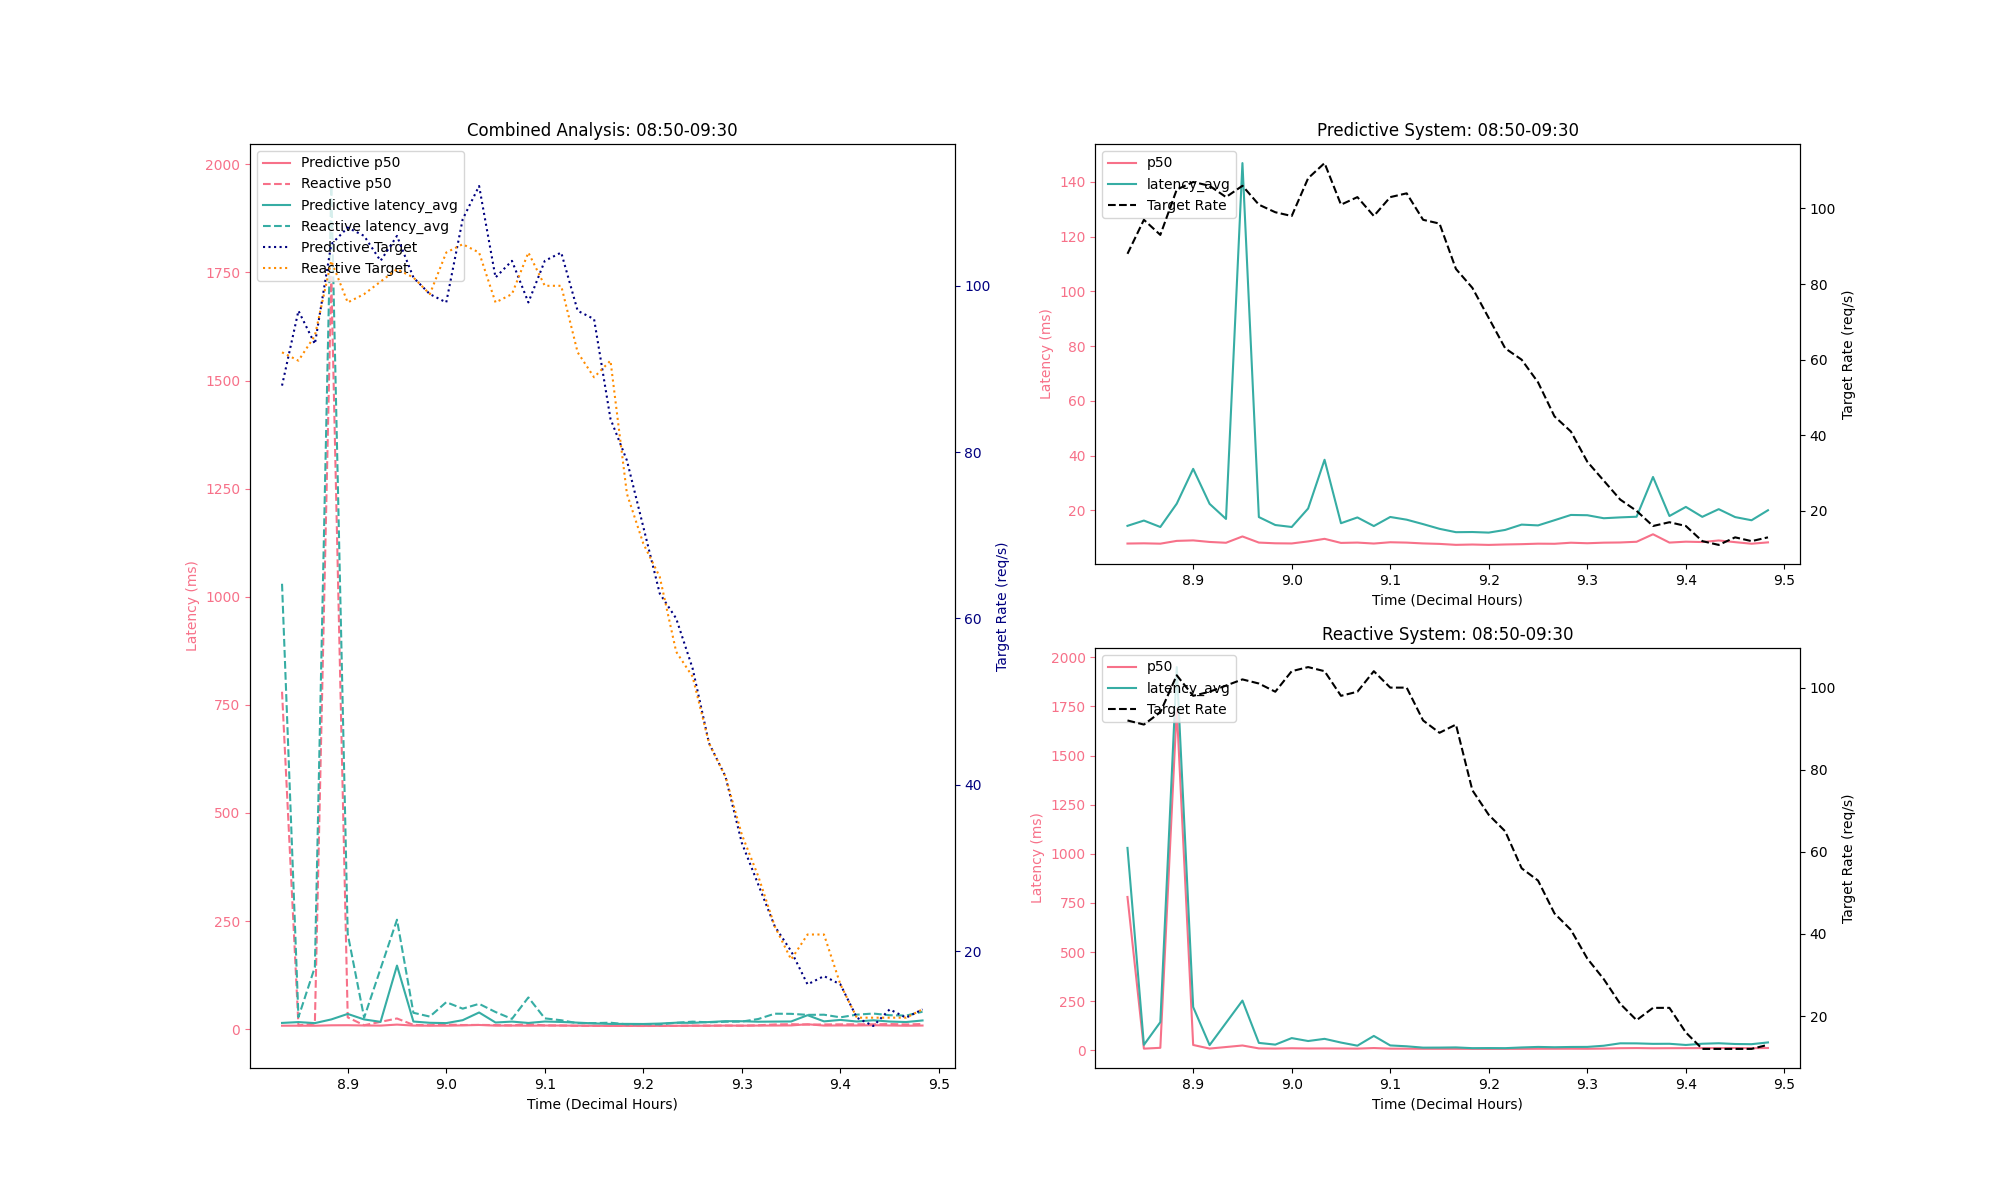 Combined Analysis: 08:50-09:30
Predictive p50
Reactive p50
Predictive latency_avg
Reactive latency_avg
Predictive Target
Reactive Target
2000
1750
1500
1250
1000
750
500
250
0
Latency (ms)
100
80
60
40
20
Target Rate (req/s)
8.9 9.0 9.1 9.2 9.3 9.4 9.5
Time (Decimal Hours)
Predictive System: 08:50-09:30
p50
latency_avg
Target Rate
140
120
100
80
60
40
20
Latency (ms)
100
80
60
40
20
Target Rate (req/s)
8.9 9.0 9.1 9.2 9.3 9.4 9.5
Time (Decimal Hours)
Reactive System: 08:50-09:30
p50
latency_avg
Target Rate
2000
1750
1500
1250
1000
750
500
250
0
Latency (ms)
100
80
60
40
20
Target Rate (req/s)
8.9 9.0 9.1 9.2 9.3 9.4 9.5
Time (Decimal Hours)